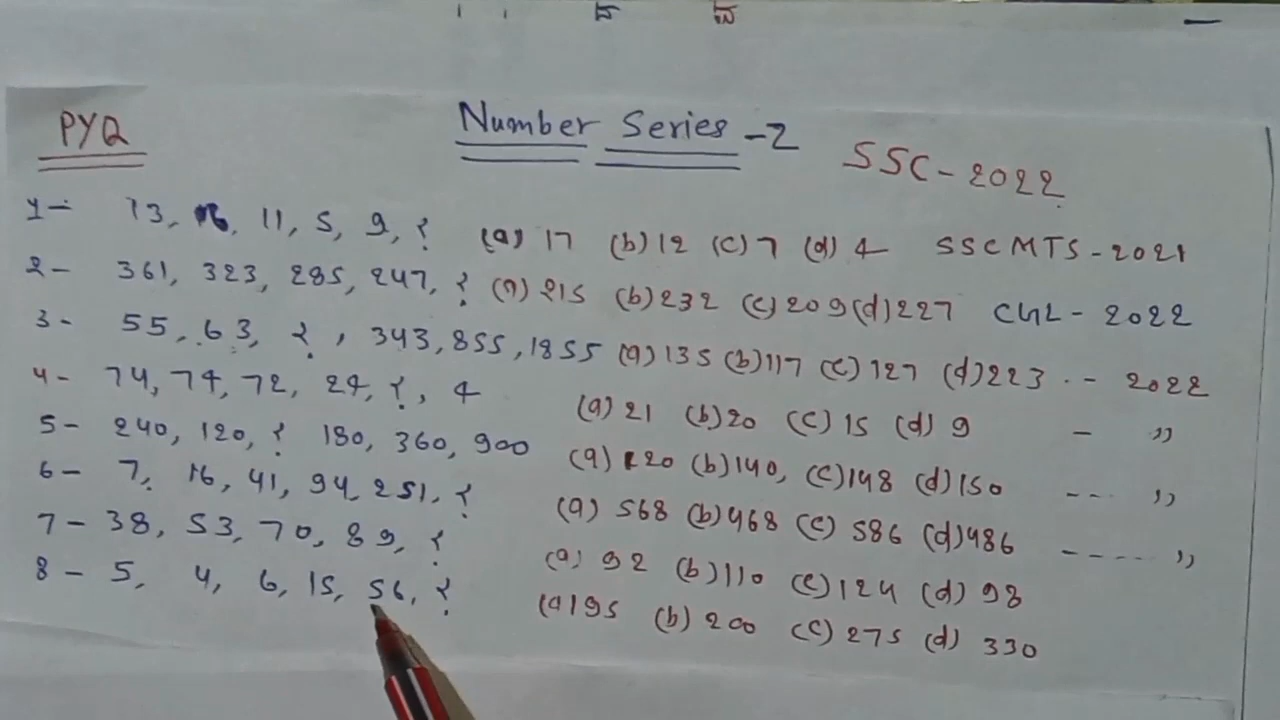 PYQ
Number Series -2
SSC - 2022
1- 13, 16, 11, 5, 9, ? (a) 17 (b) 12 (c) 7 (d) 4 SSC MTS - 2021
2- 361, 323, 285, 247, ? (a) 215 (b) 232 (c) 209 (d) 227 CGL - 2022
3- 55, 63, ?, 343, 855, 1855 (a) 135 (b) 117 (c) 127 (d) 223 - 2022
4- 74, 74, 72, 24, ?, 4 (a) 21 (b) 20 (c) 15 (d) 9 - ,,
5- 240, 120, ? 180, 360, 900 (a) 120 (b) 140, (c) 148 (d) 150 --- ,,
6- 7, 16, 41, 94, 251, ? (a) 568 (b) 468 (c) 586 (d) 486 ---- ,,
7- 38, 53, 70, 89, ? (a) 92 (b) 110 (c) 124 (d) 98
8- 5, 4, 6, 15, 56, ? (a) 95 (b) 200 (c) 275 (d) 330